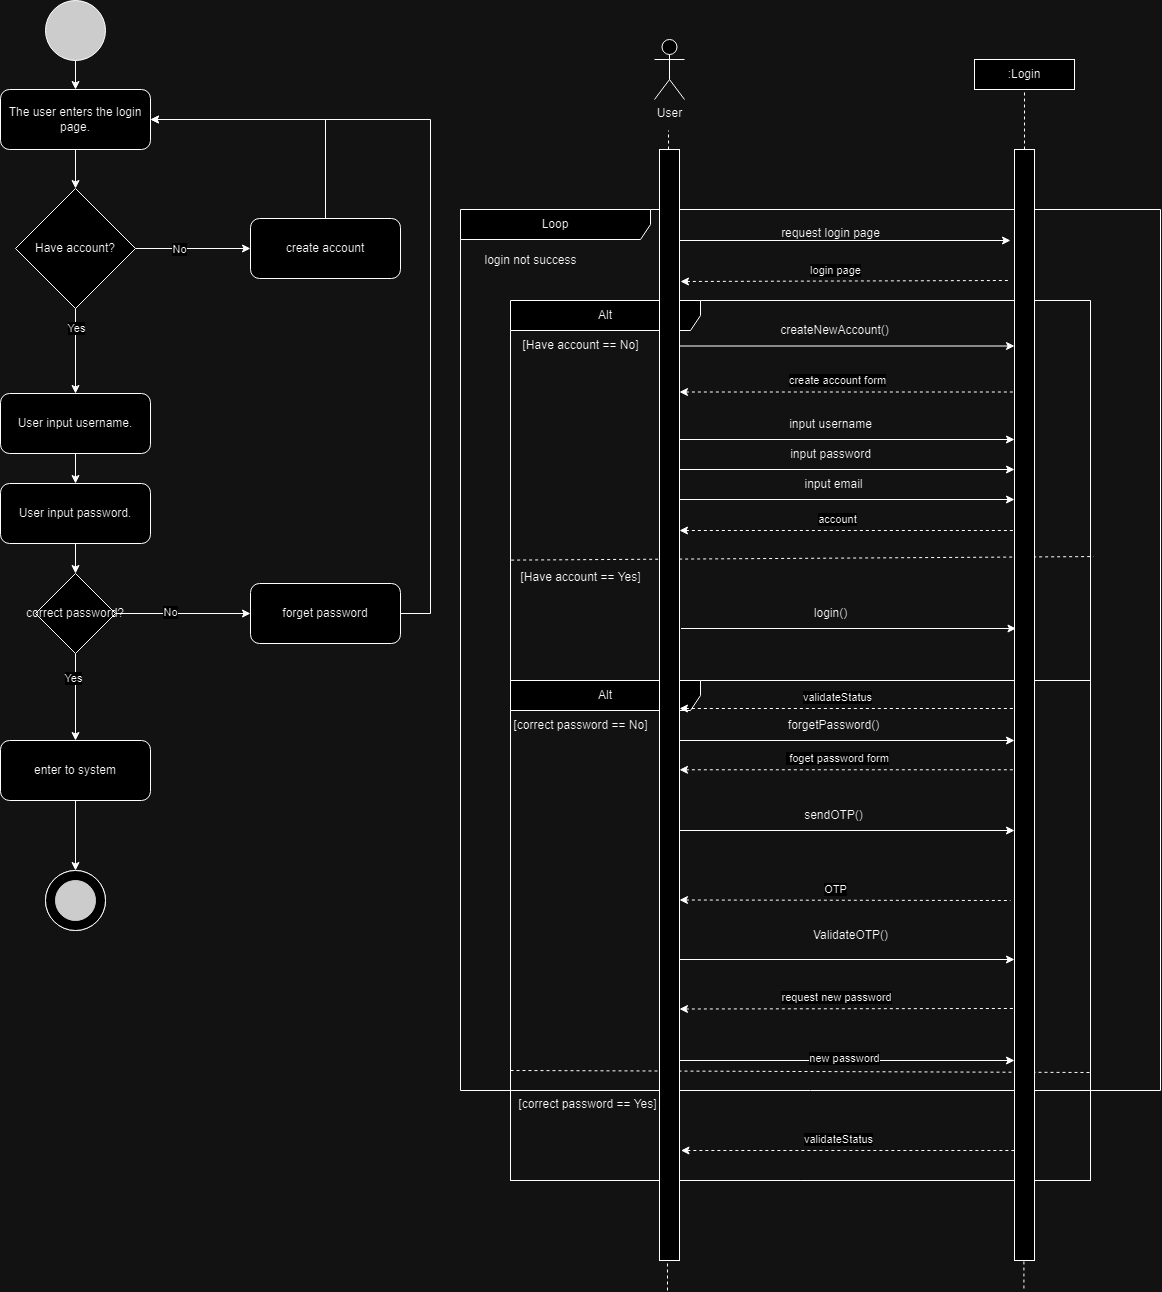 The user enters the login
page.
Have account?
No
create account
Yes
User input username.
User input password.
correct password?
No
forget password
Yes
enter to system
User
:Login
Loop
login not success
request login page
login page
Alt
[Have account == No]
createNewAccount()
create account form
input username
input password
input email
account
[Have account == Yes]
login()
Alt
validateStatus
[correct password == No]
forgetPassword()
foget password form
sendOTP()
OTP
ValidateOTP()
request new password
new password
[correct password == Yes]
validateStatus